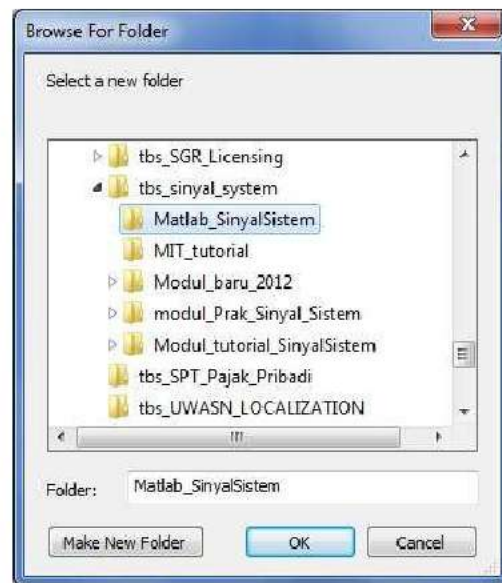 Browse For Folder
Select a new folder
tbs_SGR_Licensing
tbs_sinyal_system
Matlab_SinyalSistem
MIT_tutorial
Modul_baru_2012
modul_Prak_Sinyal_Sistem
Modul_tutorial_SinyalSistem
tbs_SPT_Pajak_Pribadi
tbs_UWASN_LOCALIZATION
Folder: Matlab_SinyalSistem
Make New Folder OK Cancel